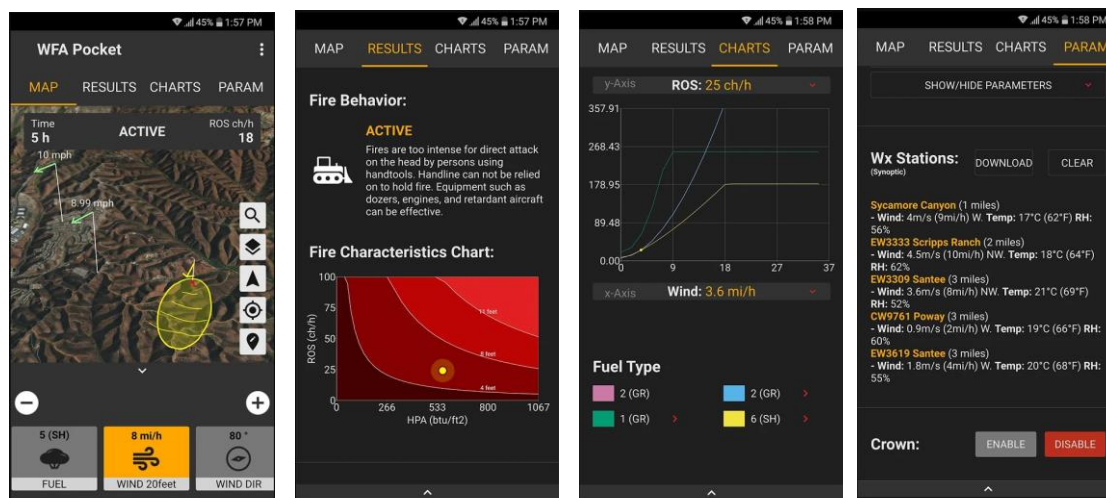 45% 1:57 PM
WFA Pocket
MAP RESULTS CHARTS PARAM
Time
5 h
ACTIVE
ROS ch/h
18
10 mph
8.99 mph
5 (SH)
FUEL
8 mi/h
WIND 20feet
80 °
WIND DIR
45% 1:57 PM
MAP RESULTS CHARTS PARAM
Fire Behavior:
ACTIVE
Fires are too intense for direct attack
on the head by persons using
handtools. Handline can not be relied
on to hold fire. Equipment such as
dozers, engines, and retardant aircraft
can be effective.
Fire Characteristics Chart:
100
75
50
25
0
ROS (ch/h)
11 feet
8 feet
4 feet
0 266 533 800 1067
HPA (btu/ft2)
45% 1:58 PM
MAP RESULTS CHARTS PARAM
y-Axis ROS: 25 ch/h
357.91
268.43
178.95
89.48
0.00
0 9 18 27 37
x-Axis Wind: 3.6 mi/h
Fuel Type
2 (GR) 2 (GR)
1 (GR) 6 (SH)
45% 1:58 PM
MAP RESULTS CHARTS PARAM
SHOW/HIDE PARAMETERS
Wx Stations:
(Synoptic)
DOWNLOAD CLEAR
Sycamore Canyon (1 miles)
- Wind: 4m/s (9mi/h) W. Temp: 17°C (62°F) RH:
56%
EW3333 Scripps Ranch (2 miles)
- Wind: 4.5m/s (10mi/h) NW. Temp: 18°C (64°F)
RH: 62%
EW3309 Santee (3 miles)
- Wind: 3.6m/s (8mi/h) NW. Temp: 21°C (69°F)
RH: 52%
CW9761 Poway (3 miles)
- Wind: 0.9m/s (2mi/h) W. Temp: 19°C (66°F) RH:
60%
EW3619 Santee (3 miles)
- Wind: 1.8m/s (4mi/h) W. Temp: 20°C (68°F) RH:
55%
Crown: ENABLE DISABLE